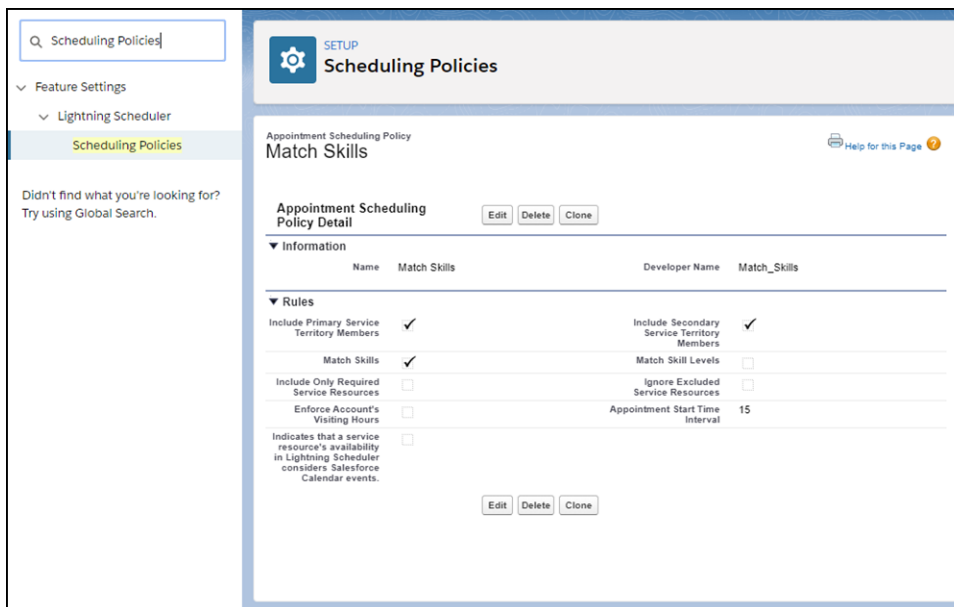 Scheduling Policies
Feature Settings
Lightning Scheduler
Scheduling Policies
Didn't find what you're looking for?
Try using Global Search.
SETUP
Scheduling Policies
Appointment Scheduling Policy
Match Skills
Help for this Page
Appointment Scheduling
Policy Detail
Edit Delete Clone
Information
Name Match Skills Developer Name Match_Skills
Rules
Include Primary Service
Territory Members
Include Secondary
Service Territory
Members
Match Skills Match Skill Levels
Include Only Required
Service Resources
Ignore Excluded
Service Resources
Enforce Account's
Visiting Hours
Appointment Start Time
Interval
15
Indicates that a service
resource's availability
in Lightning Scheduler
considers Salesforce
Calendar events.
Edit Delete Clone